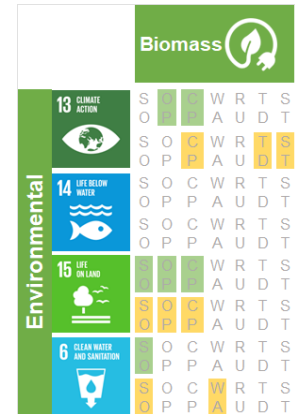 Biomass
Environmental
13 CLIMATE
ACTION
S O C W R T S
O P P A U D T
S O C W R T S
O P P A U D T
14 LIFE BELOW
WATER
S O C W R T S
O P P A U D T
S O C W R T S
O P P A U D T
15 LIFE
ON LAND
S O C W R T S
O P P A U D T
S O C W R T S
O P P A U D T
6 CLEAN WATER
AND SANITATION
S O C W R T S
O P P A U D T
S O C W R T S
O P P A U D T